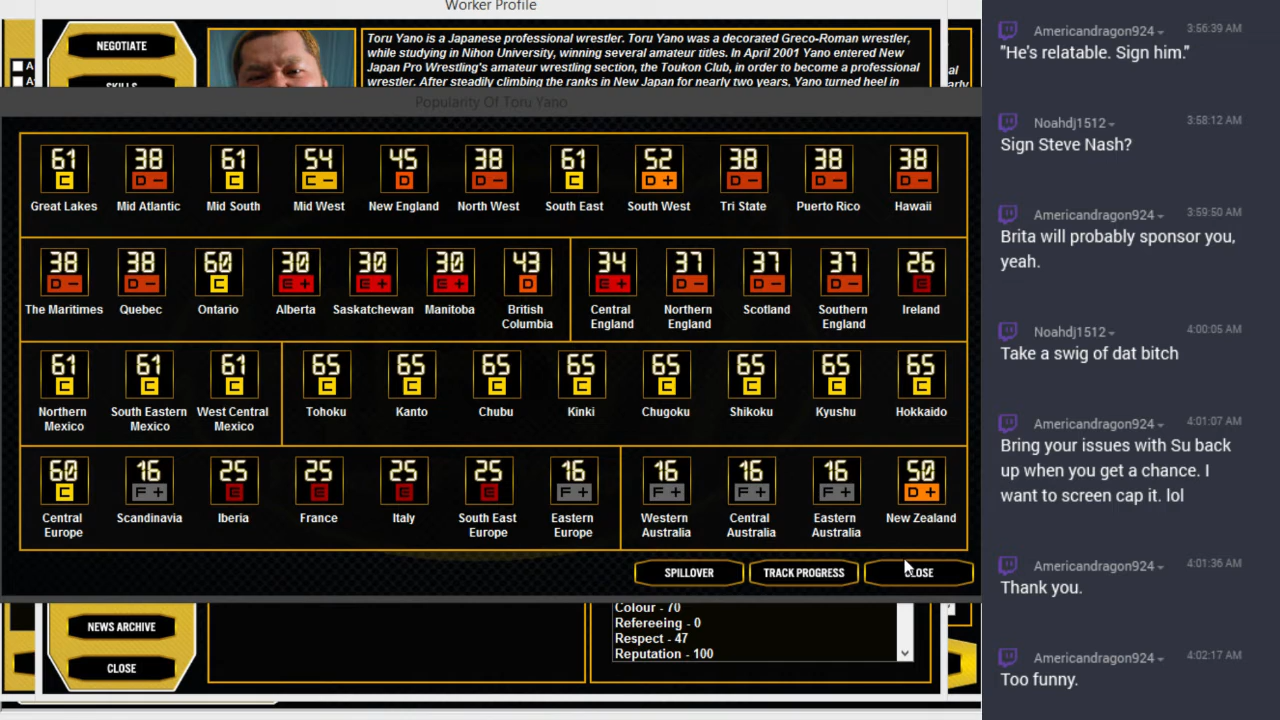 Worker Profile
NEGOTIATE
Toru Yano is a Japanese professional wrestler. Toru Yano was a decorated Greco-Roman wrestler,
while studying in Nihon University, winning several amateur titles. In April 2001 Yano entered New
Japan Pro Wrestling's amateur wrestling section, the Toukon Club, in order to become a professional
wrestler. After steadily climbing the ranks in New Japan for nearly two years, Yano turned heel in
Popularity Of Toru Yano
61 38 61 54 45 38 61 52 38 38 38
C D - C C - D D - C D + D - D - D -
Great Lakes Mid Atlantic Mid South Mid West New England North West South East South West Tri State Puerto Rico Hawaii
38 38 60 30 30 30 43 34 37 37 37 26
D - D - C E + E + E + D E + D - D - D - E
The Maritimes Quebec Ontario Alberta Saskatchewan Manitoba British Columbia Central England Northern England Scotland Southern England Ireland
61 61 61 65 65 65 65 65 65 65 65
C C C C C C C C C C C
Northern Mexico South Eastern Mexico West Central Mexico Tohoku Kanto Chubu Kinki Chugoku Shikoku Kyushu Hokkaido
60 16 25 25 25 25 16 16 16 16 50
C F + E E E E F + F + F + F + D +
Central Europe Scandinavia Iberia France Italy South East Europe Eastern Europe Western Australia Central Australia Eastern Australia New Zealand
SPILLOVER TRACK PROGRESS CLOSE
NEWS ARCHIVE
CLOSE
Colour - 70
Refereeing - 0
Respect - 47
Reputation - 100
Americandragon924 3:56:39 AM
"He's relatable. Sign him."
Noahdj1512 3:58:12 AM
Sign Steve Nash?
Americandragon924 3:59:50 AM
Brita will probably sponsor you,
yeah.
Noahdj1512 4:00:05 AM
Take a swig of dat bitch
Americandragon924 4:01:07 AM
Bring your issues with Su back
up when you get a chance. I
want to screen cap it. lol
Americandragon924 4:01:36 AM
Thank you.
Americandragon924 4:02:17 AM
Too funny.